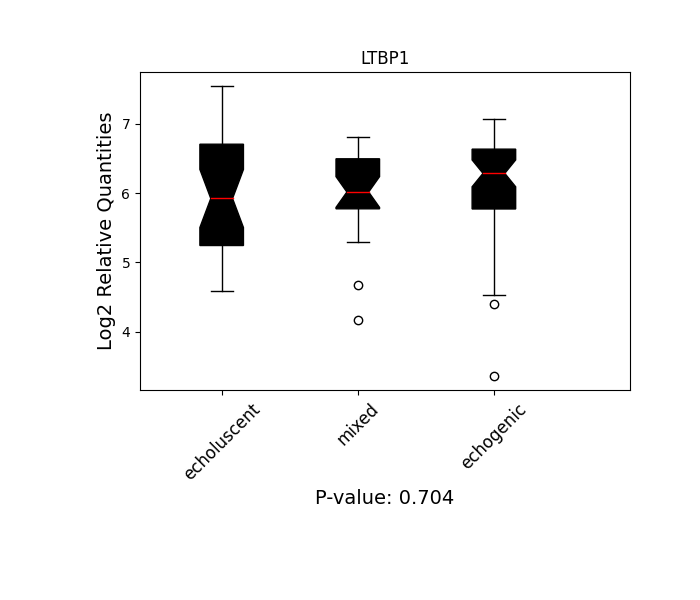 LTBP1
Log2 Relative Quantities
7
6
5
4
echoluscent
mixed
echogenic
P-value: 0.704